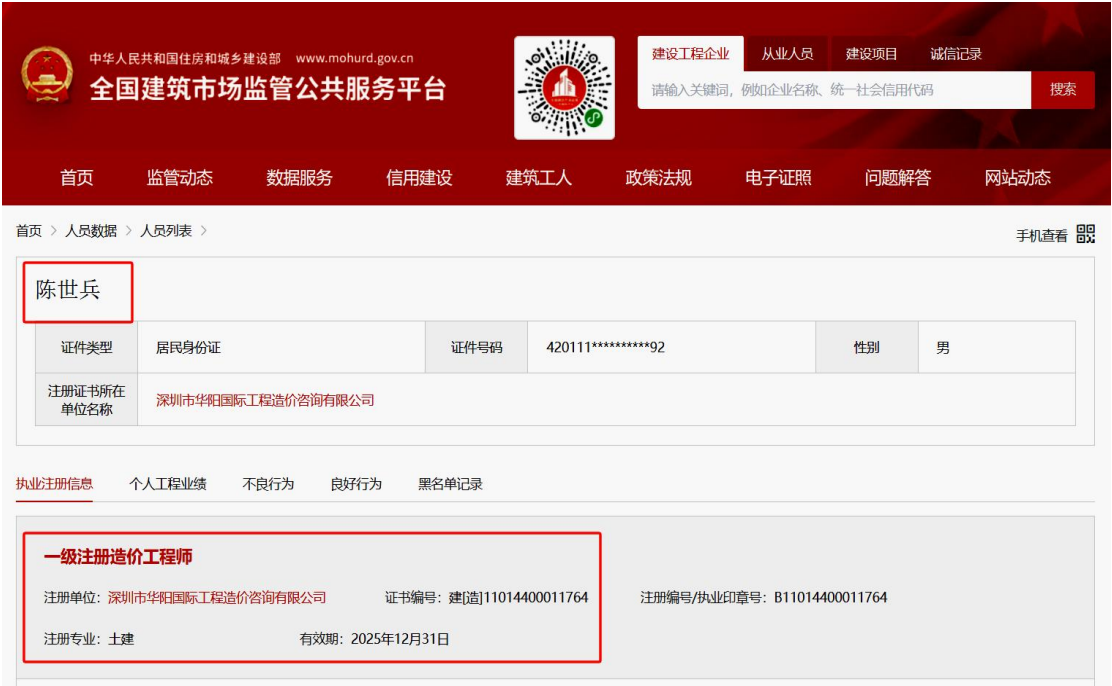 中华人民共和国住房和城乡建设部 www.mohurd.gov.cn
全国建筑市场监管公共服务平台
建设工程企业 从业人员 建设项目 诚信记录
请输入关键词，例如企业名称、统一社会信用代码 搜索
首页 监管动态 数据服务 信用建设 建筑工人 政策法规 电子证照 问题解答 网站动态
首页 > 人员数据 > 人员列表 >
手机查看
陈世兵
证件类型 居民身份证 证件号码 420111**********92 性别 男
注册证书所在
单位名称
深圳市华阳国际工程造价咨询有限公司
执业注册信息 个人工程业绩 不良行为 良好行为 黑名单记录
一级注册造价工程师
注册单位：深圳市华阳国际工程造价咨询有限公司 证书编号：建[造]11014400011764 注册编号/执业印章号：B11014400011764
注册专业：土建 有效期：2025年12月31日